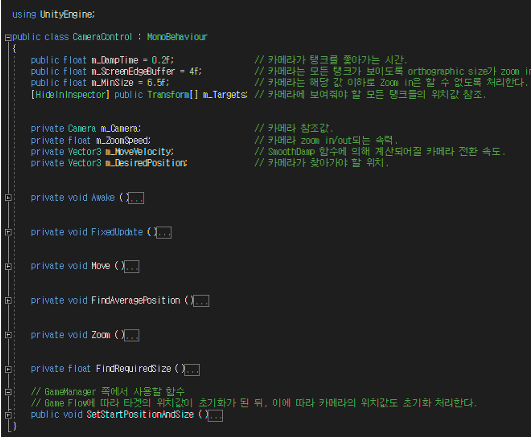 using UnityEngine;
public class CameraControl : MonoBehaviour
{
public float m_DampTime = 0.2f; // 카메라가 탱크를 쫓아가는 시간.
public float m_ScreenEdgeBuffer = 4f; // 카메라는 모든 탱크가 보이도록 orthographic size가 zoom in
public float m_MinSize = 6.5f; // 카메라는 해당 값 이하로 Zoom in은 할 수 없도록 처리한다.
[HideInInspector] public Transform[] m_Targets; // 카메라에 보여줘야 할 모든 탱크들의 위치값 참조.
private Camera m_Camera; // 카메라 참조값.
private float m_ZoomSpeed; // 카메라 zoom in/out되는 속력.
private Vector3 m_MoveVelocity; // SmoothDamp 함수에 의해 계산되어질 카메라 전환 속도.
private Vector3 m_DesiredPosition; // 카메라가 찾아가야 할 위치.
private void Awake ()...
private void FixedUpdate ()...
private void Move ()...
private void FindAveragePosition ()...
private void Zoom ()...
private float FindRequiredSize ()...
// GameManager 쪽에서 사용할 함수
// Game Flow에 따라 타겟의 위치값이 초기화가 된 뒤, 이에 따라 카메라의 위치값도 초기화 처리한다.
public void SetStartPositionAndSize ()...
}